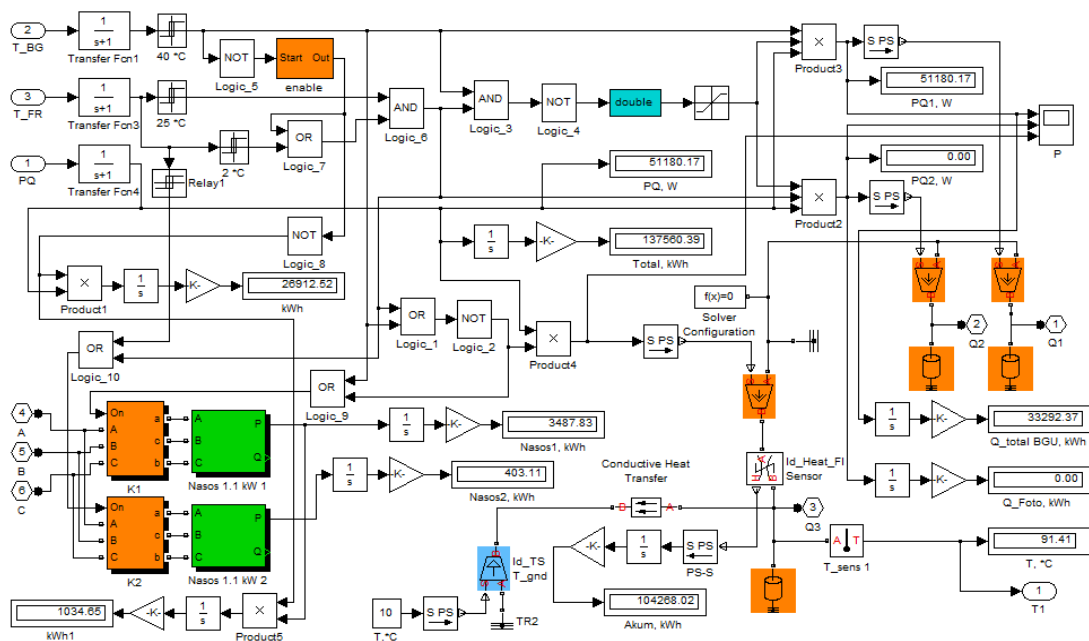 2
T_BG
1
s+1
Transfer Fcn1
40 *C
NOT
Logic_5
Start Out
enable
3
T_FR
1
s+1
Transfer Fcn3
25 *C
AND
Logic_6
AND
Logic_3
NOT
Logic_4
double
×
Product3
S PS
51180.17
PQ1, W
P
1
PQ
1
s+1
Transfer Fcn4
Relay1
2 *C
OR
Logic_7
51180.17
PQ, W
×
Product2
0.00
PQ2, W
S PS
NOT
Logic_8
×
Product1
1
s
-K-
26912.52
kWh
1
s
-K-
137560.39
Total, kWh
f(x)=0
Solver
Configuration
B
2
Q2
1
Q1
OR
Logic_10
OR
Logic_1
NOT
Logic_2
×
Product4
S PS
B
OR
Logic_9
4
A
5
B
6
C
On
A
B
C
a
c
b
K1
A
B
C
P
Q
Nasos 1.1 kW 1
1
s
-K-
3487.83
Nasos1, kWh
1
s
-K-
403.11
Nasos2, kWh
1
s
-K-
33292.37
Q_total BGU, kWh
1
s
-K-
0.00
Q_Foto, kWh
On
A
B
C
a
c
b
K2
A
B
C
P
Q
Nasos 1.1 kW 2
Conductive Heat
Transfer
B A
Id_Heat_Fl
Sensor
3
Q3
A T
T_sens 1
91.41
T, *C
1
T1
Id_TS
T_gnd
-K-
1
s
S PS
PS-S
104268.02
Akum, kWh
1034.65
kWh1
-K-
1
s
×
Product5
10
T,*C
S PS
TR2